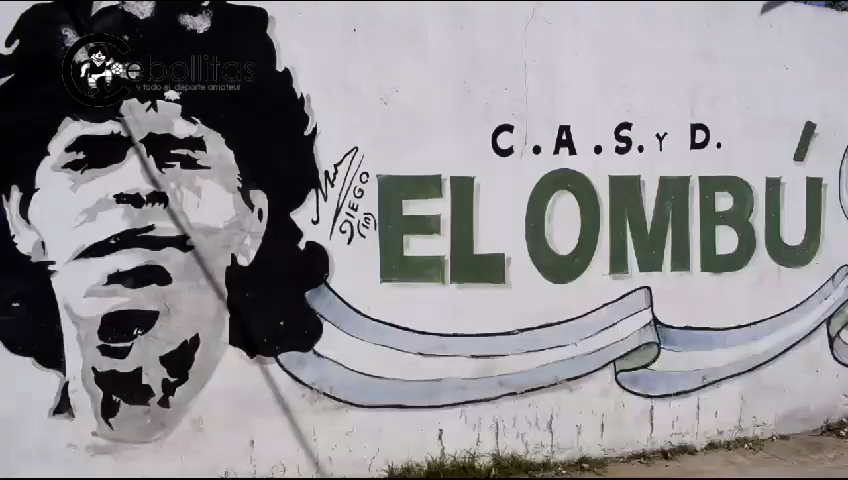 Cebollitas
y todo el deporte amateur
C.A.S. Y D.
EL OMBÚ
DIEGO
(10)